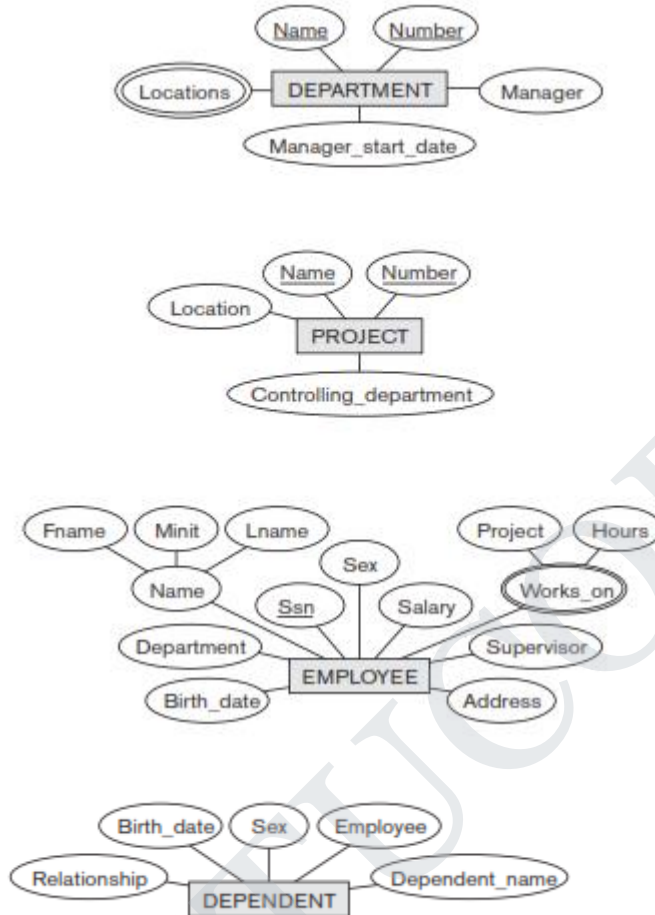 Name Number
Locations DEPARTMENT Manager
Manager_start_date
Name Number
Location
PROJECT
Controlling_department
Fname Minit Lname Project Hours
Sex
Name Works_on
Ssn Salary
Department Supervisor
EMPLOYEE
Birth_date Address
Birth_date Sex Employee
Relationship Dependent_name
DEPENDENT